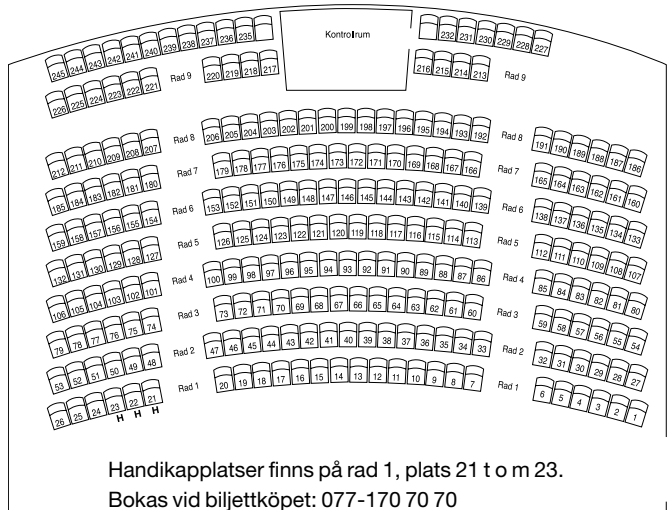 245 244 243 242 241 240 239 238 237 236 235 Kontrolrum 232 231 230 229 228 227
226 225 224 223 222 221 Rad 9 220 219 218 217 216 215 214 213 Rad 9
212 211 210 209 208 207 Rad 8 206 205 204 203 202 201 200 199 198 197 196 195 194 193 192 Rad 8 191 190 189 188 187 186
185 184 183 182 181 180 Rad 7 179 178 177 176 175 174 173 172 171 170 169 168 167 166 Rad 7 165 164 163 162 161 160
159 158 157 156 155 154 Rad 6 153 152 151 150 149 148 147 146 145 144 143 142 141 140 139 Rad 6 138 137 136 135 134 133
132 131 130 129 128 127 Rad 5 126 125 124 123 122 121 120 119 118 117 116 115 114 113 Rad 5 112 111 110 109 108 107
106 105 104 103 102 101 Rad 4 100 99 98 97 96 95 94 93 92 91 90 89 88 87 86 Rad 4 85 84 83 82 81 80
79 78 77 76 75 74 Rad 3 73 72 71 70 69 68 67 66 65 64 63 62 61 60 Rad 3 59 58 57 56 55 54
53 52 51 50 49 48 Rad 2 47 46 45 44 43 42 41 40 39 38 37 36 35 34 33 Rad 2 32 31 30 29 28 27
26 25 24 23 22 21 Rad 1 20 19 18 17 16 15 14 13 12 11 10 9 8 7 Rad 1 6 5 4 3 2 1
H H H
Handikapplatser finns på rad 1, plats 21 t o m 23.
Bokas vid biljettköpet: 077-170 70 70